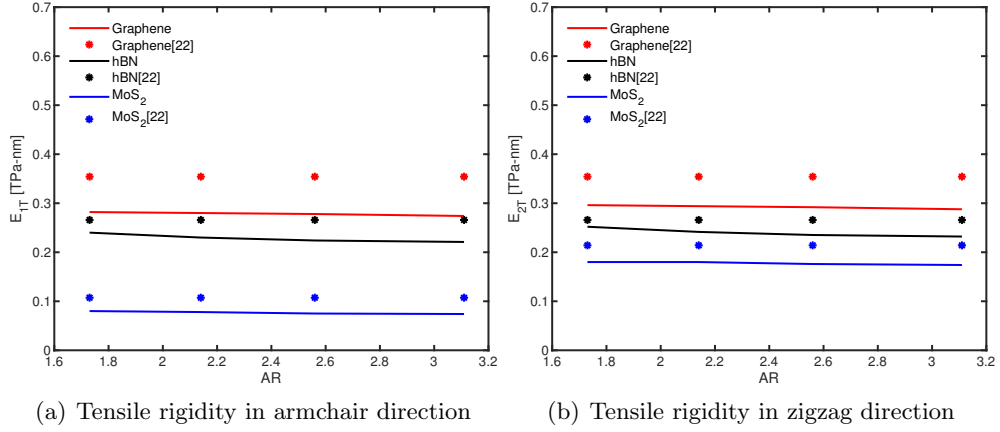 0.7
0.6
0.5
0.4
0.3
0.2
0.1
0
E1T [TPa-nm]
Graphene
Graphene[22]
hBN
hBN[22]
MoS2
MoS2[22]
1.6 1.8 2 2.2 2.4 2.6 2.8 3 3.2
AR
(a) Tensile rigidity in armchair direction
0.7
0.6
0.5
0.4
0.3
0.2
0.1
0
E2T [TPa-nm]
Graphene
Graphene[22]
hBN
hBN[22]
MoS2
MoS2[22]
1.6 1.8 2 2.2 2.4 2.6 2.8 3 3.2
AR
(b) Tensile rigidity in zigzag direction